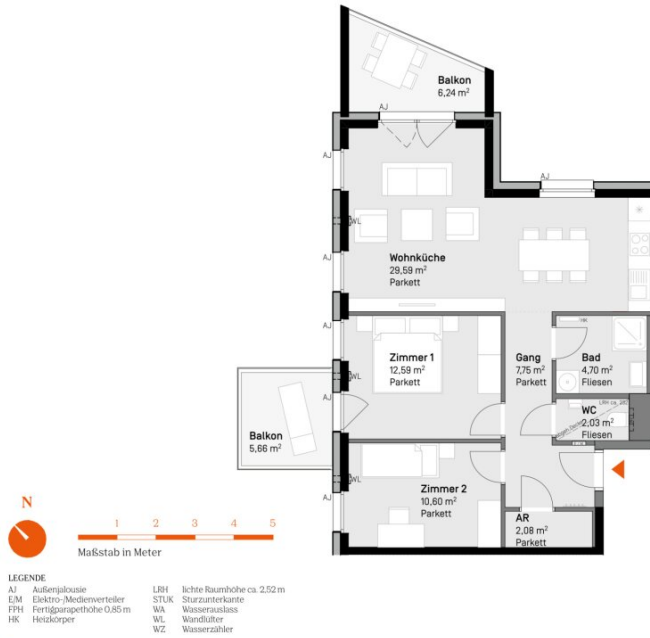 Balkon
6,24 m²
AJ
AJ
AJ
WL
Wohnküche
29,59 m²
Parkett
AJ
AJ
Zimmer 1
12,59 m²
Parkett
Gang
7,75 m²
Parkett
Bad
4,70 m²
Fliesen
WL
AJ
LRH ca.
WC
2,03 m²
Fliesen
Balkon
5,66 m²
WL
Zimmer 2
10,60 m²
Parkett
AJ
AR
2,08 m²
Parkett
N
1 2 3 4 5
Maßstab in Meter
LEGENDE
AJ Außenjalousie
E/M Elektro-/Medienverteiler
FPH Fertigparapethöhe 0,85 m
HK Heizkörper
LRH lichte Raumhöhe ca. 2,52 m
STUK Sturzunterkante
WA Wasserauslass
WL Wandlüfter
WZ Wasserzähler